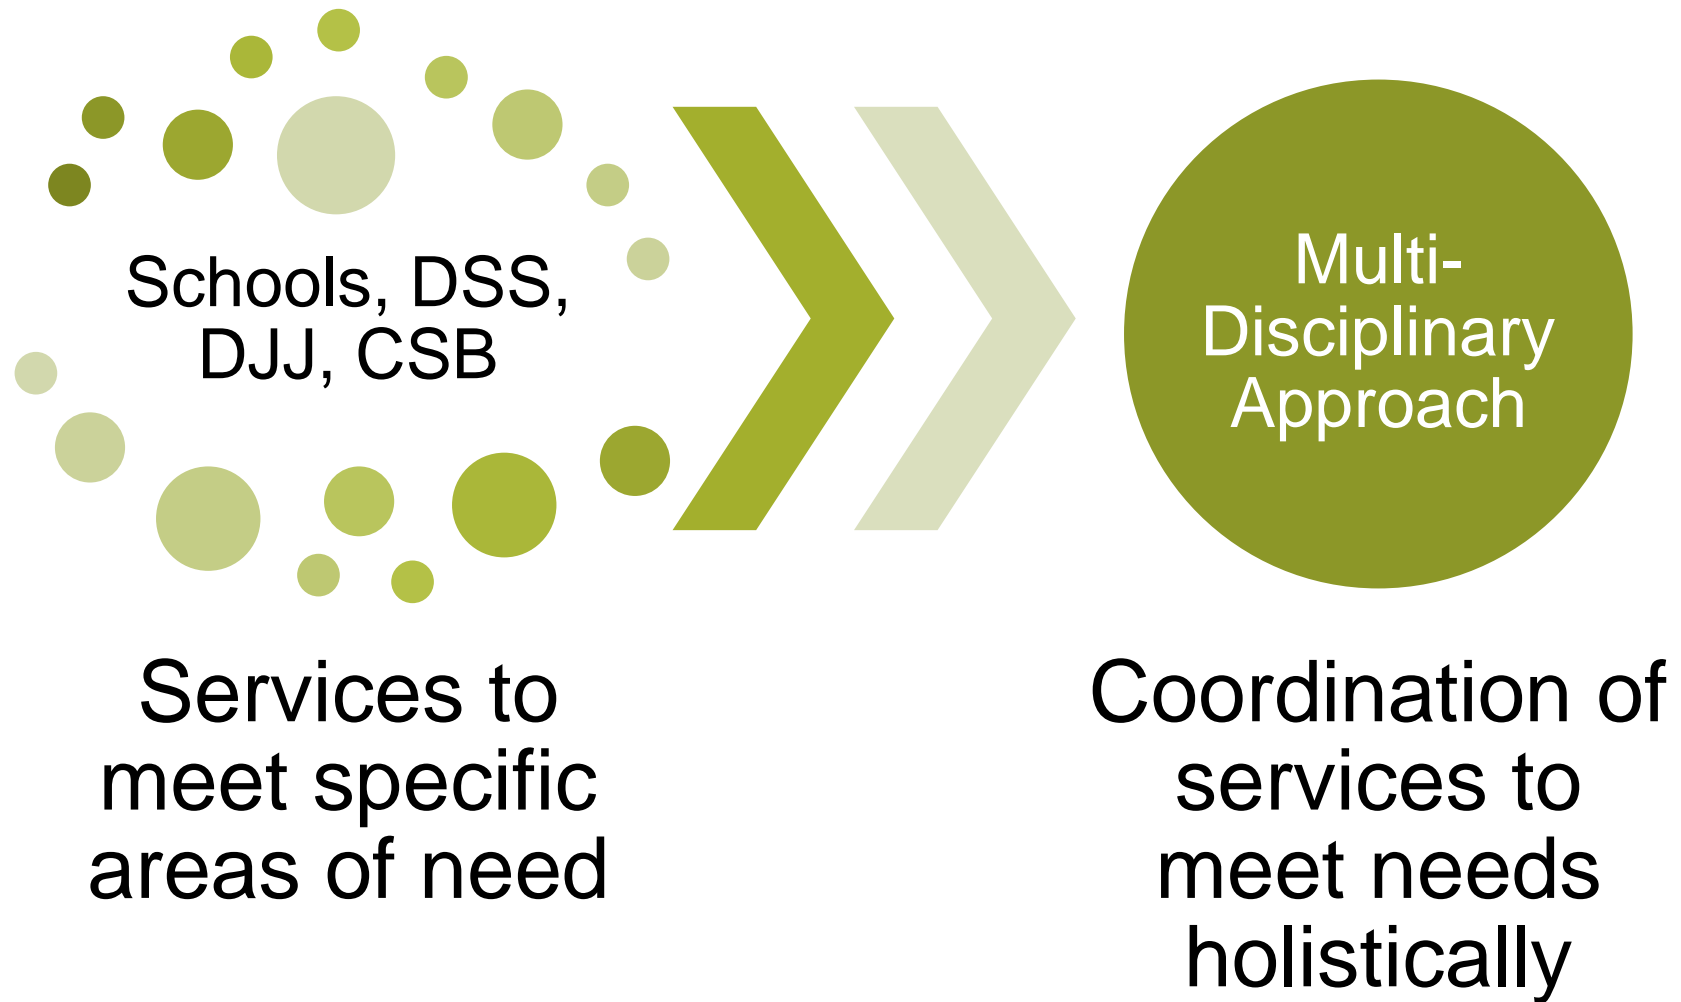 Schools, DSS,
DJJ, CSB
Services to
meet specific
areas of need
Multi-
Disciplinary
Approach
Coordination of
services to
meet needs
holistically